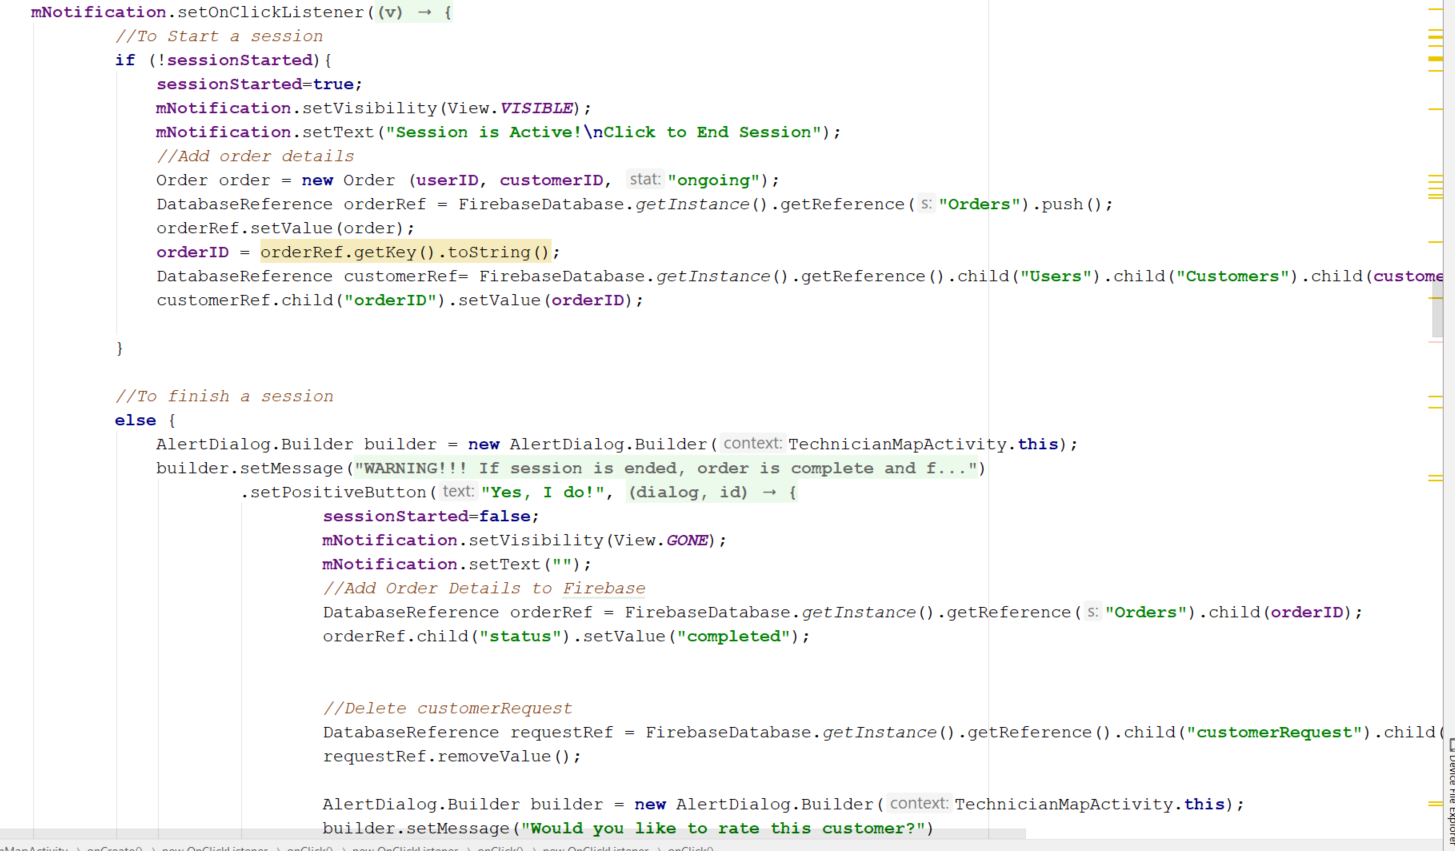 mNotification.setOnClickListener((v) → {
//To Start a session
if (!sessionStarted){
sessionStarted=true;
mNotification.setVisibility(View.VISIBLE);
mNotification.setText("Session is Active!\nClick to End Session");
//Add order details
Order order = new Order (userID, customerID, stat: "ongoing");
DatabaseReference orderRef = FirebaseDatabase.getInstance().getReference( s: "Orders").push();
orderRef.setValue(order);
orderID = orderRef.getKey().toString();
DatabaseReference customerRef= FirebaseDatabase.getInstance().getReference().child("Users").child("Customers").child(custome
customerRef.child("orderID").setValue(orderID);
}
//To finish a session
else {
AlertDialog.Builder builder = new AlertDialog.Builder( context: TechnicianMapActivity.this);
builder.setMessage("WARNING!!! If session is ended, order is complete and f...")
.setPositiveButton( text: "Yes, I do!", (dialog, id) → {
sessionStarted=false;
mNotification.setVisibility(View.GONE);
mNotification.setText("");
//Add Order Details to Firebase
DatabaseReference orderRef = FirebaseDatabase.getInstance().getReference( s: "Orders").child(orderID);
orderRef.child("status").setValue("completed");
//Delete customerRequest
DatabaseReference requestRef = FirebaseDatabase.getInstance().getReference().child("customerRequest").child(
requestRef.removeValue();
AlertDialog.Builder builder = new AlertDialog.Builder( context: TechnicianMapActivity.this);
builder.setMessage("Would you like to rate this customer?")
nMapActivity › onCreate() › new OnClickListener › onClick() › new OnClickListener › onClick() › new OnClickListener › onClick()
Device File Explorer